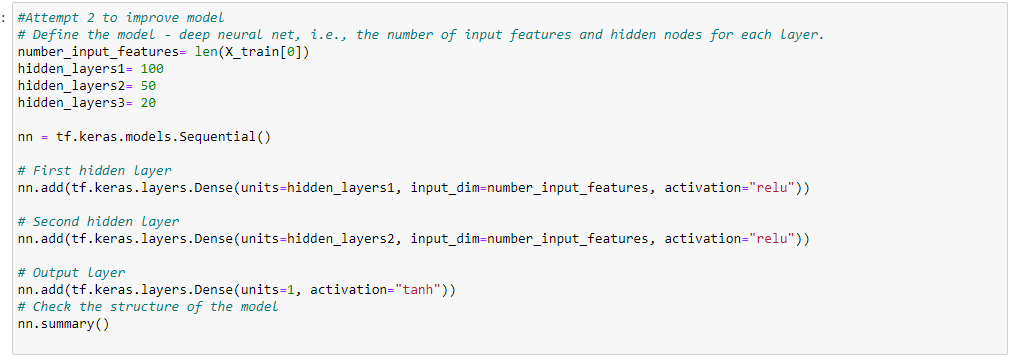 :
#Attempt 2 to improve model
# Define the model - deep neural net, i.e., the number of input features and hidden nodes for each layer.
number_input_features= len(X_train[0])
hidden_layers1= 100
hidden_layers2= 50
hidden_layers3= 20
nn = tf.keras.models.Sequential()
# First hidden layer
nn.add(tf.keras.layers.Dense(units=hidden_layers1, input_dim=number_input_features, activation="relu"))
# Second hidden layer
nn.add(tf.keras.layers.Dense(units=hidden_layers2, input_dim=number_input_features, activation="relu"))
# Output layer
nn.add(tf.keras.layers.Dense(units=1, activation="tanh"))
# Check the structure of the model
nn.summary()